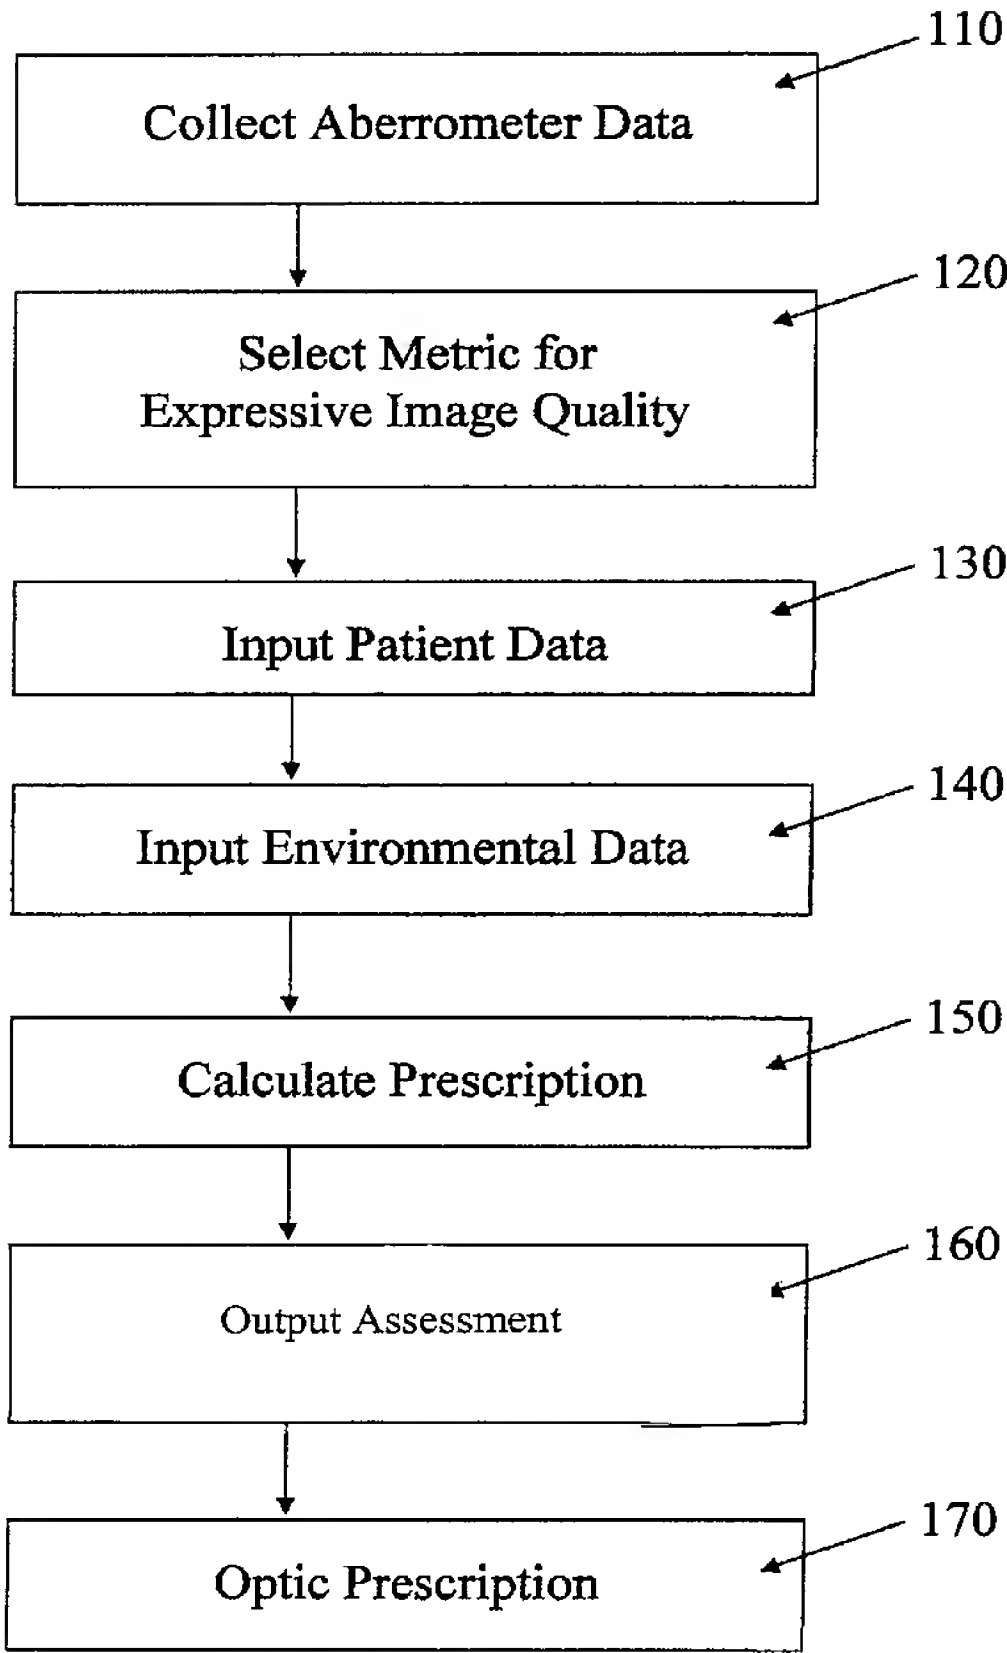 110
Collect Aberrometer Data
120
Select Metric for
Expressive Image Quality
130
Input Patient Data
140
Input Environmental Data
150
Calculate Prescription
160
Output Assessment
170
Optic Prescription